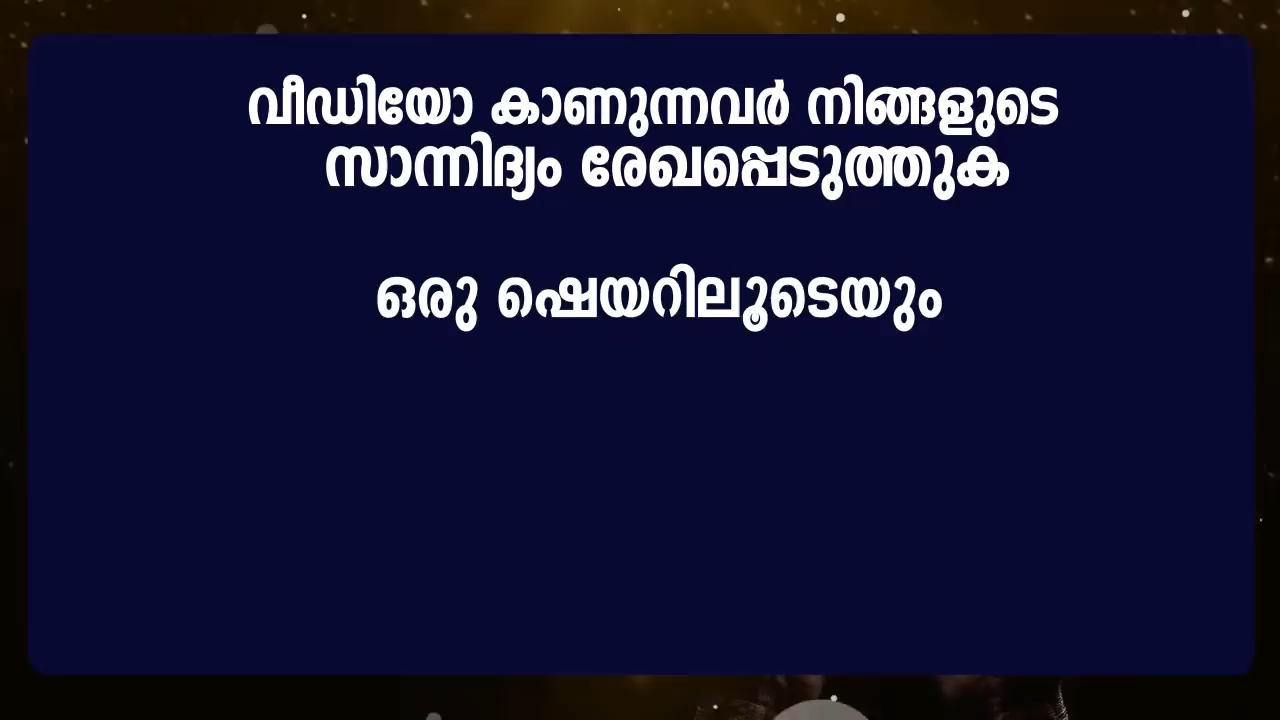 വീഡിയോ കാണുന്നവർ നിങ്ങളുടെ
സാന്നിദ്യം രേഖപ്പെടുത്തുക
ഒരു ഷെയറിലൂടെയും